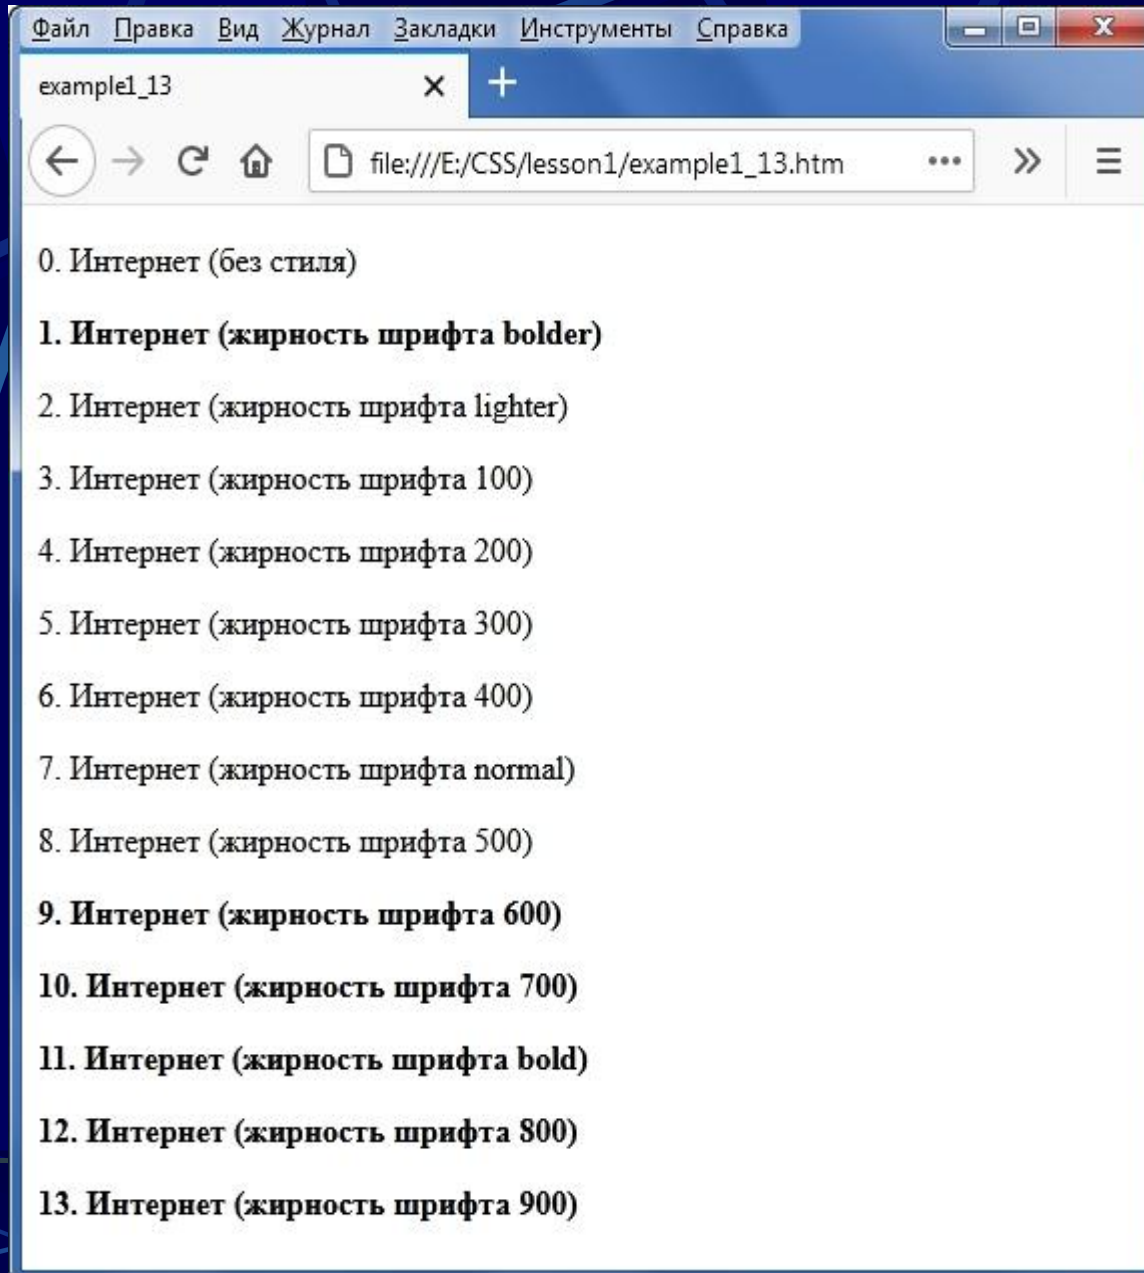 Файл Правка Вид Журнал Закладки Инструменты Справка
example1_13
file:///E:/CSS/lesson1/example1_13.htm
0. Интернет (без стиля)
1. Интернет (жирность шрифта bolder)
2. Интернет (жирность шрифта lighter)
3. Интернет (жирность шрифта 100)
4. Интернет (жирность шрифта 200)
5. Интернет (жирность шрифта 300)
6. Интернет (жирность шрифта 400)
7. Интернет (жирность шрифта normal)
8. Интернет (жирность шрифта 500)
9. Интернет (жирность шрифта 600)
10. Интернет (жирность шрифта 700)
11. Интернет (жирность шрифта bold)
12. Интернет (жирность шрифта 800)
13. Интернет (жирность шрифта 900)